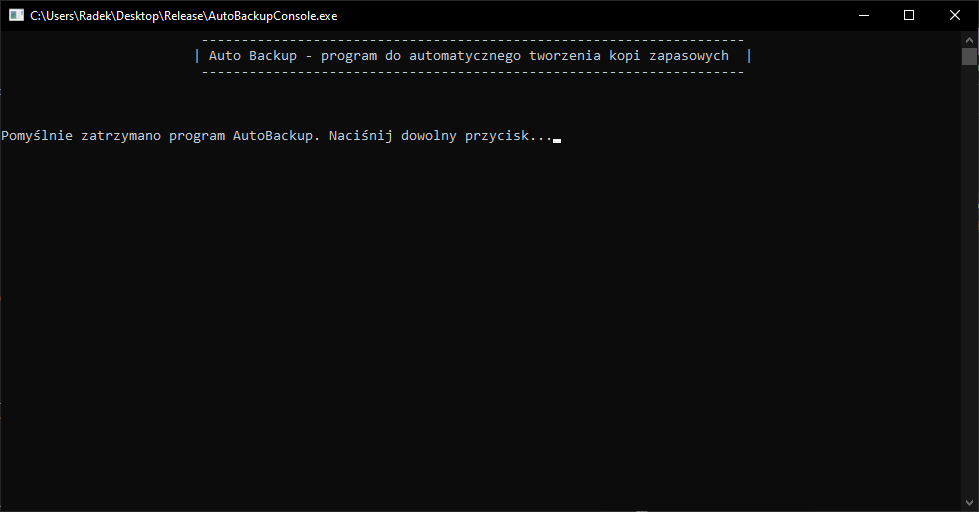 C:\Users\Radek\Desktop\Release\AutoBackupConsole.exe
--------------------------------------------------------------------
| Auto Backup - program do automatycznego tworzenia kopi zapasowych  |
--------------------------------------------------------------------
Pomyślnie zatrzymano program AutoBackup. Naciśnij dowolny przycisk...